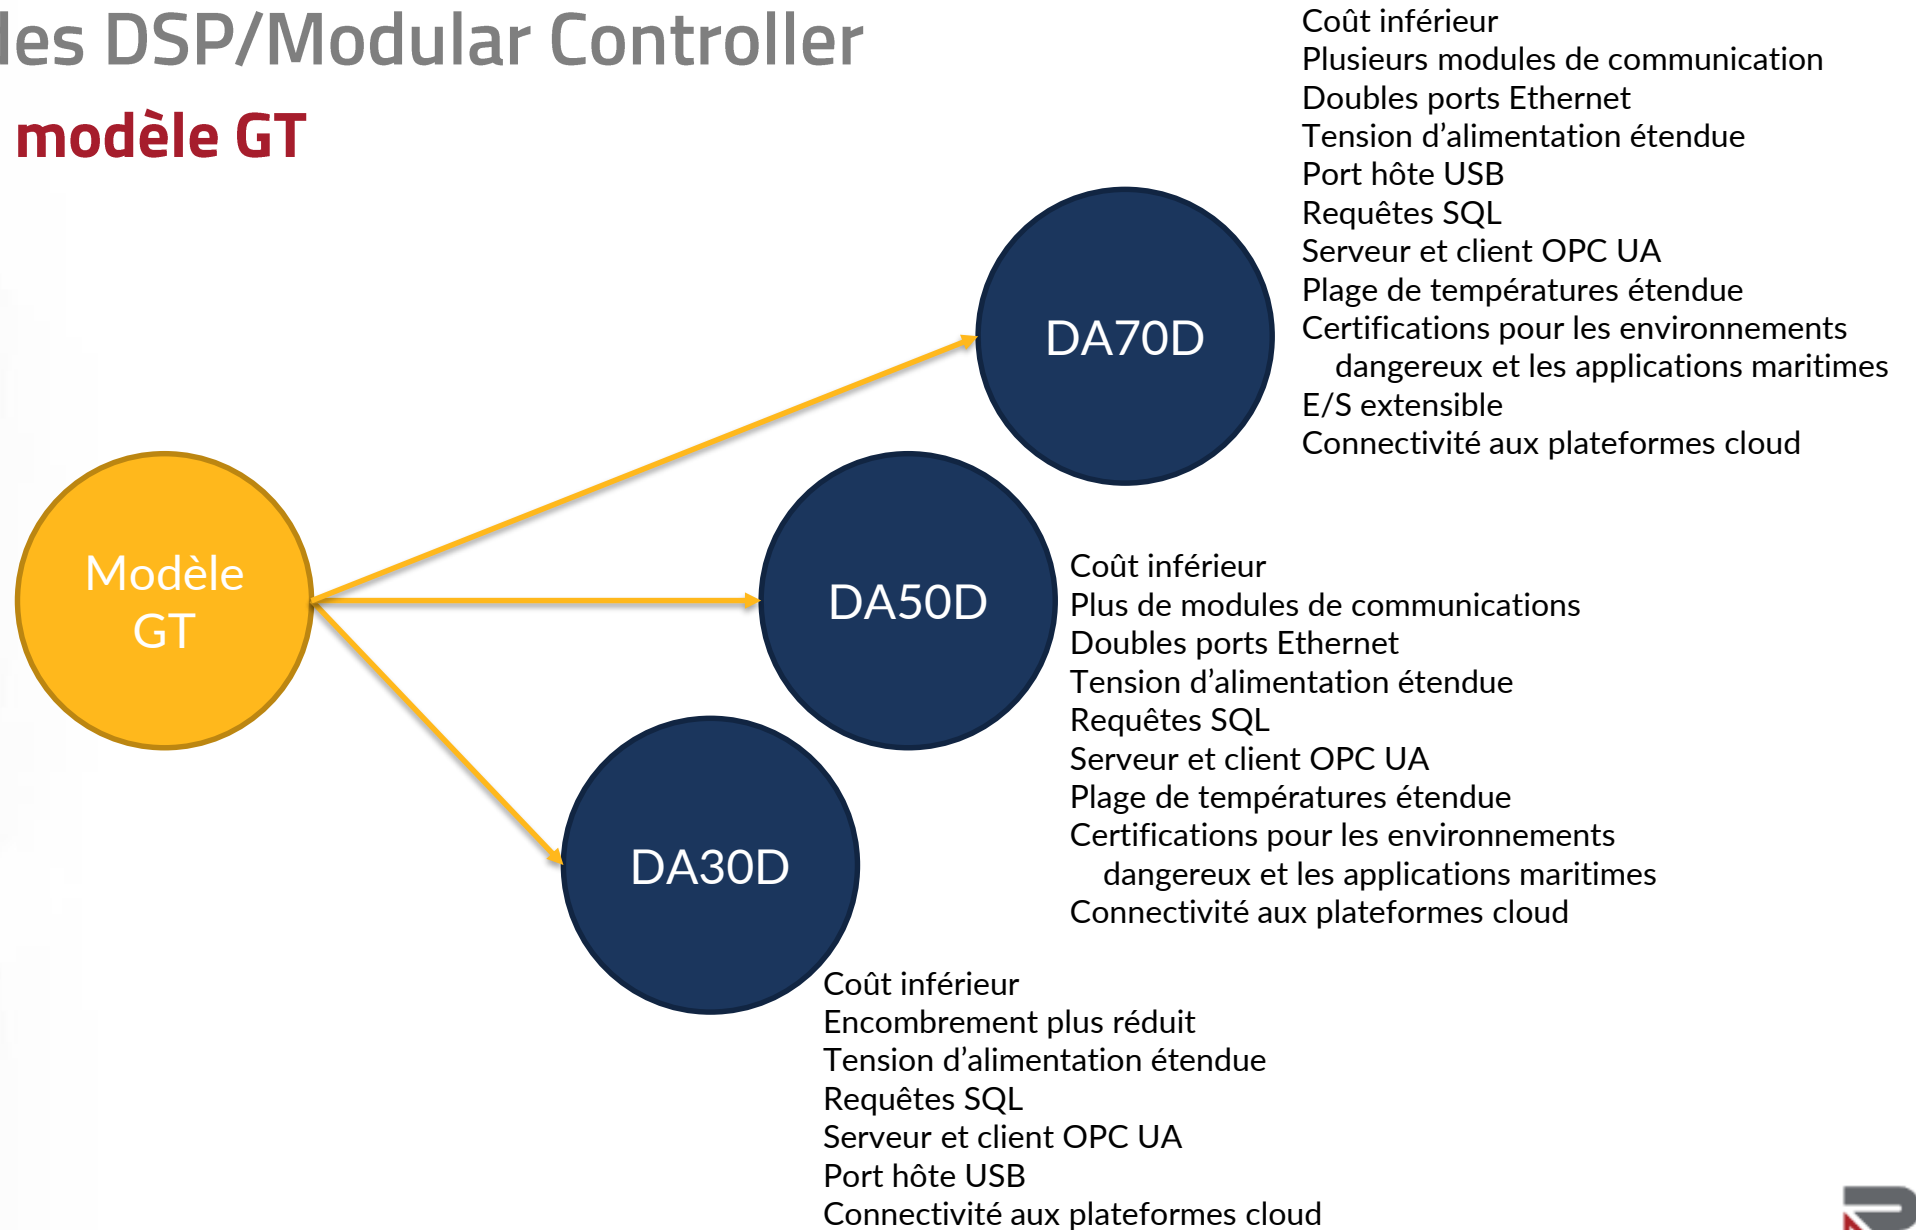 DSP/Modular Controller
modèle GT
Coût inférieur
Plusieurs modules de communication
Doubles ports Ethernet
Tension d’alimentation étendue
Port hôte USB
Requêtes SQL
Serveur et client OPC UA
Plage de températures étendue
Certifications pour les environnements
dangereux et les applications maritimes
E/S extensible
Connectivité aux plateformes cloud
DA70D
Modèle
GT
DA50D
Coût inférieur
Plus de modules de communications
Doubles ports Ethernet
Tension d’alimentation étendue
Requêtes SQL
Serveur et client OPC UA
Plage de températures étendue
Certifications pour les environnements
dangereux et les applications maritimes
Connectivité aux plateformes cloud
DA30D
Coût inférieur
Encombrement plus réduit
Tension d’alimentation étendue
Requêtes SQL
Serveur et client OPC UA
Port hôte USB
Connectivité aux plateformes cloud